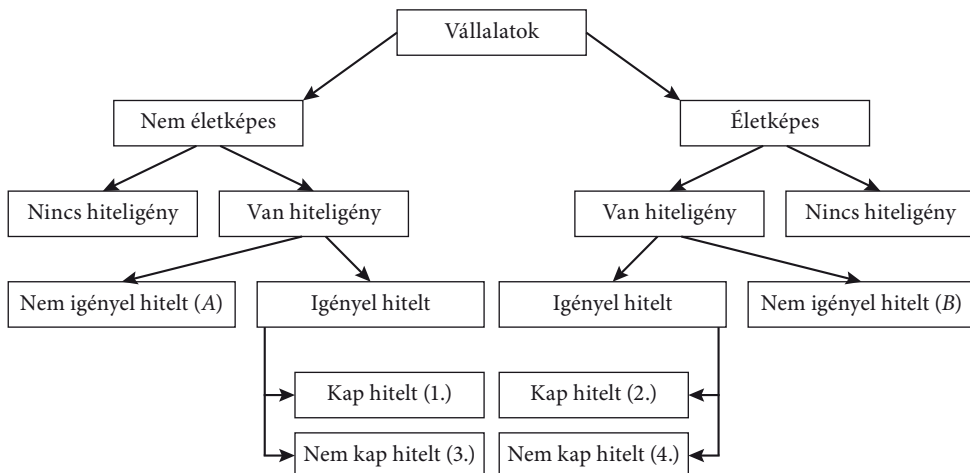 Vállalatok
Nem életképes
Életképes
Nincs hiteligény
Van hiteligény
Van hiteligény
Nincs hiteligény
Nem igényel hitelt (A)
Igényel hitelt
Igényel hitelt
Nem igényel hitelt (B)
Kap hitelt (1.)
Kap hitelt (2.)
Nem kap hitelt (3.)
Nem kap hitelt (4.)